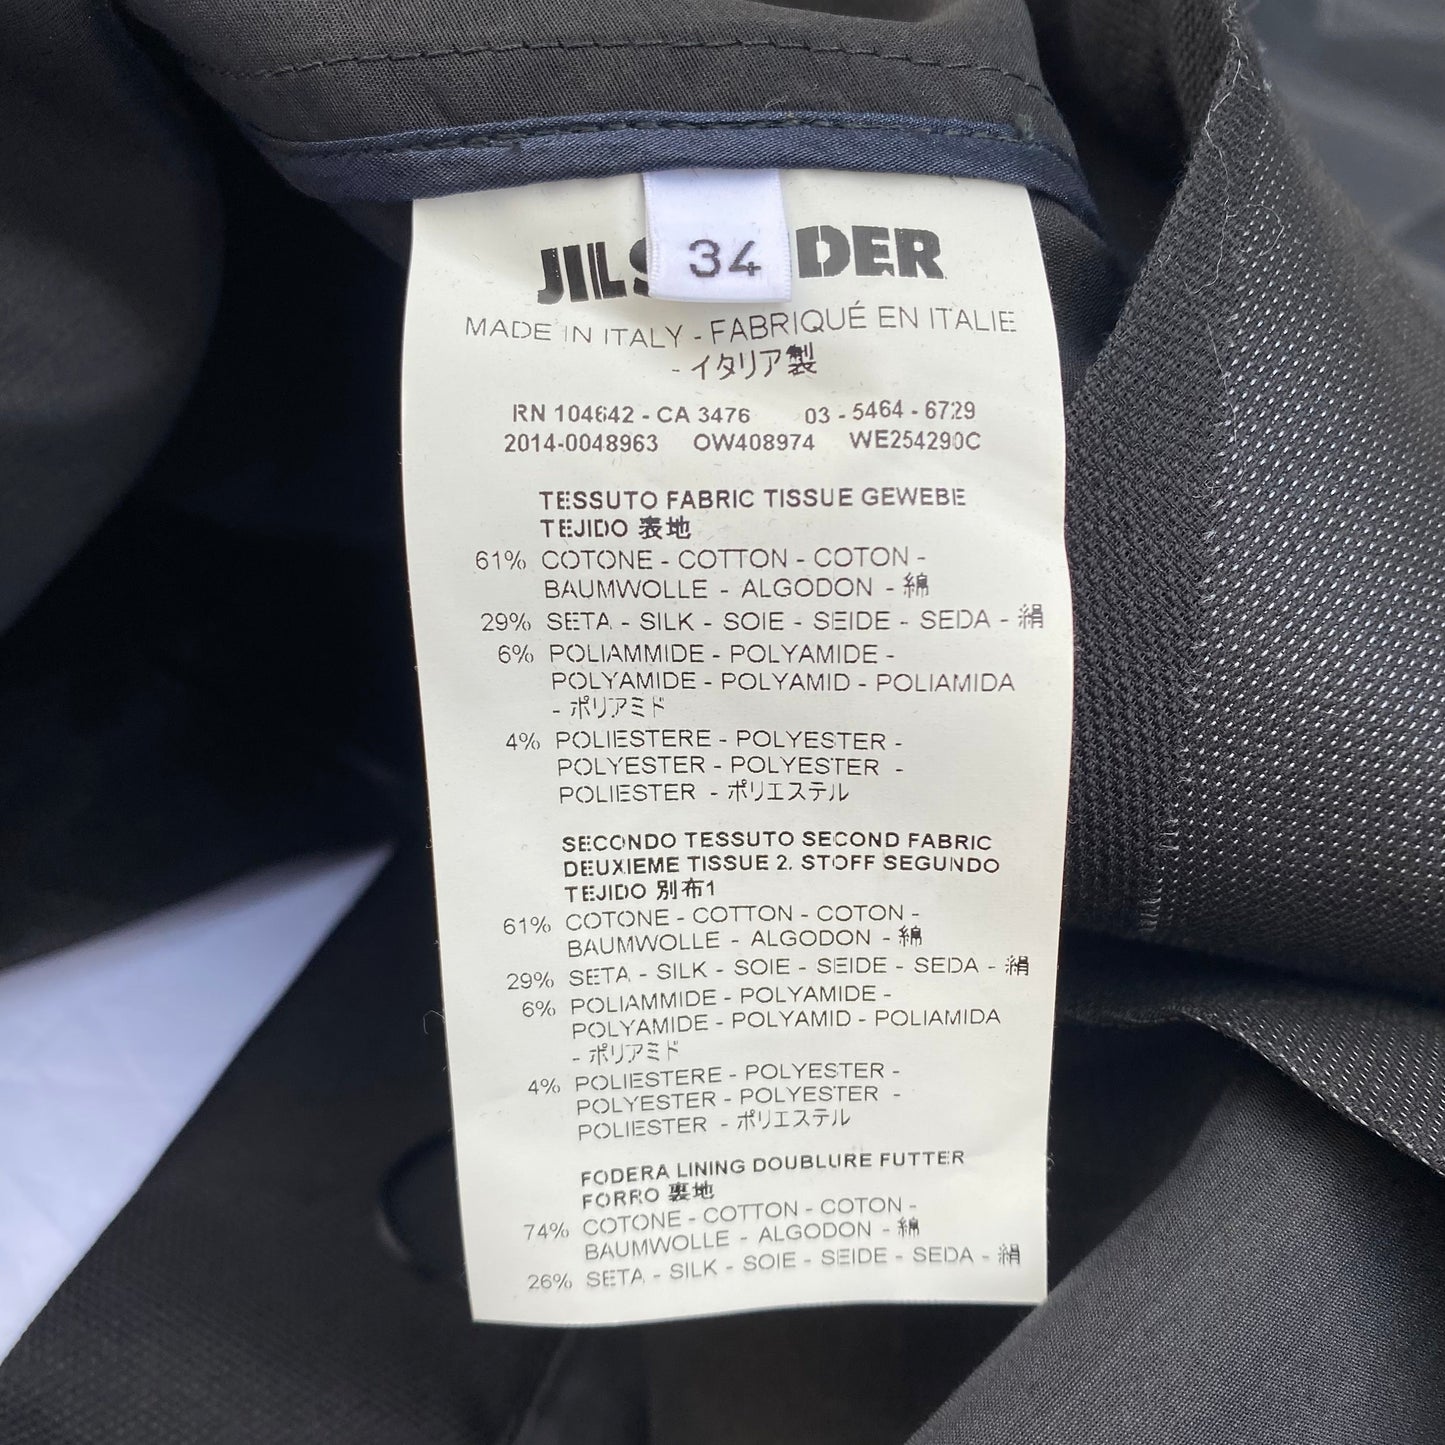 34
JIL DER
MADE IN ITALY - FABRIQUÉ EN ITALIE
- イタリア製
RN 104642 - CA 3476 03 - 5464 - 6729
2014-0048963 OW408974 WE254290C
TESSUTO FABRIC TISSUE GEWEBE
TEJIDO 表地
61% COTONE - COTTON - COTON -
BAUMWOLLE - ALGODON - 綿
29% SETA - SILK - SOIE - SEIDE - SEDA - 絹
6% POLIAMMIDE - POLYAMIDE -
POLYAMIDE - POLYAMID - POLIAMIDA
- ポリアミド
4% POLIESTERE - POLYESTER -
POLYESTER - POLYESTER -
POLIESTER - ポリエステル
SECONDO TESSUTO SECOND FABRIC
DEUXIEME TISSUE 2. STOFF SEGUNDO
TEJIDO 別布1
61% COTONE - COTTON - COTON -
BAUMWOLLE - ALGODON - 綿
29% SETA - SILK - SOIE - SEIDE - SEDA - 絹
6% POLIAMMIDE - POLYAMIDE -
POLYAMIDE - POLYAMID - POLIAMIDA
- ポリアミド
4% POLIESTERE - POLYESTER -
POLYESTER - POLYESTER -
POLIESTER - ポリエステル
FODERA LINING DOUBLURE FUTTER
FORRO 裏地
74% COTONE - COTTON - COTON -
BAUMWOLLE - ALGODON - 綿
26% SETA - SILK - SOIE - SEIDE - SEDA - 絹